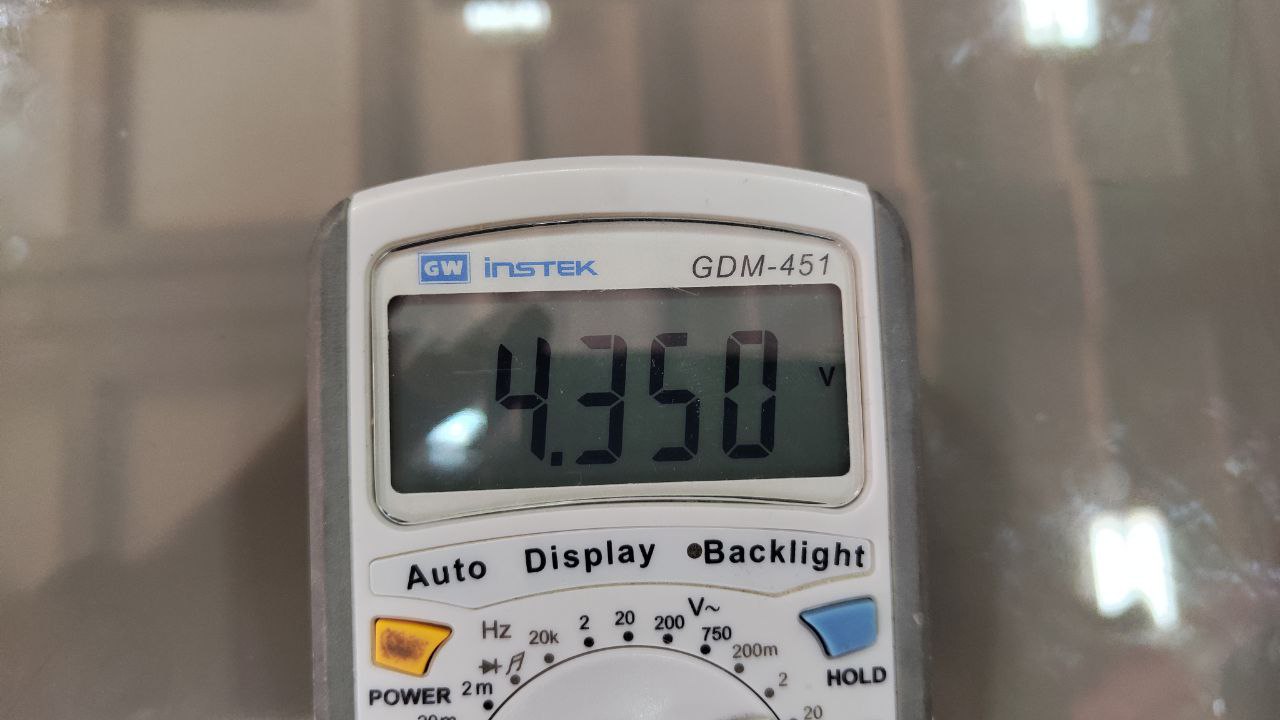 GW INSTEK GDM-451
4.350 V
Auto Display Backlight
V~
Hz 20k 2 20 200 750 200m
POWER 2m 2 HOLD
20